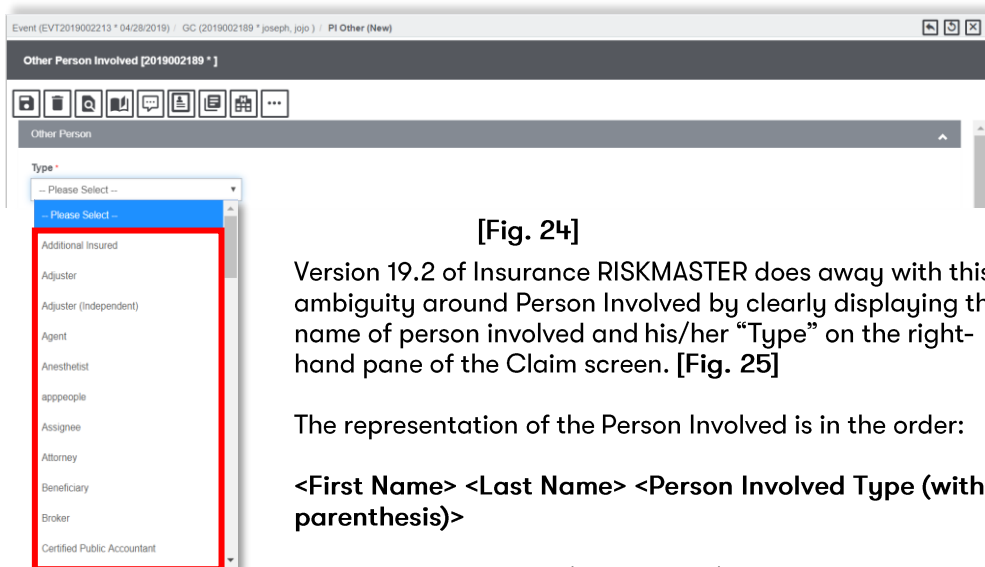 Event (EVT2019002213 * 04/28/2019) / GC (2019002189 * joseph, jojo ) / PI Other (New)
Other Person Involved [2019002189 * ]
Other Person
Type *
-- Please Select --
-- Please Select --
Additional Insured
Adjuster
Adjuster (Independent)
Agent
Anesthetist
apppeople
Assignee
Attorney
Beneficiary
Broker
Certified Public Accountant
[Fig. 24]
Version 19.2 of Insurance RISKMASTER does away with this
ambiguity around Person Involved by clearly displaying th
name of person involved and his/her “Type” on the right-
hand pane of the Claim screen. [Fig. 25]
The representation of the Person Involved is in the order:
<First Name> <Last Name> <Person Involved Type (with
parenthesis)>